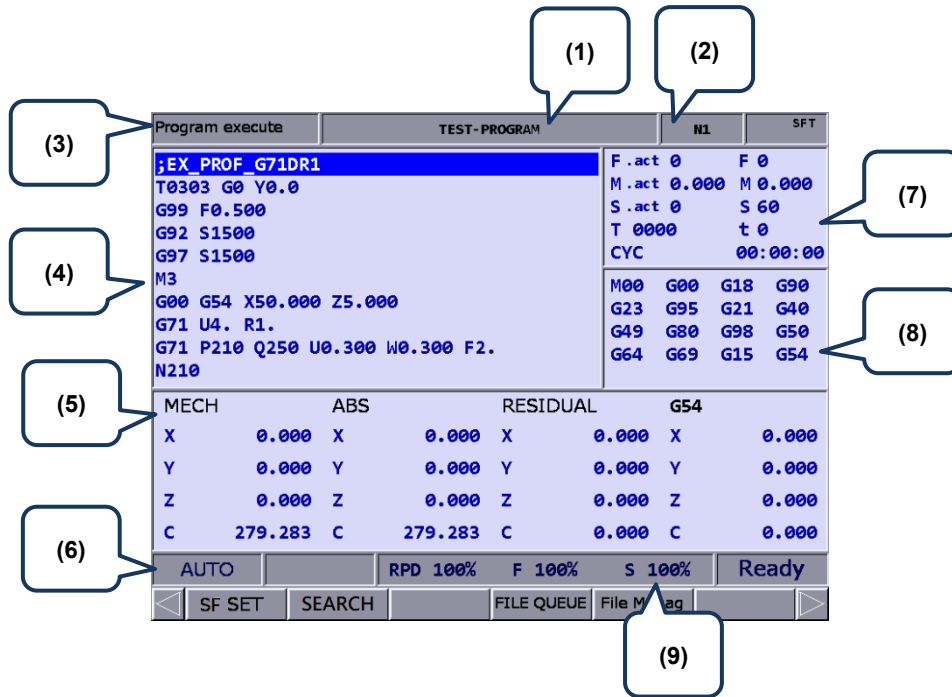 (1)
(2)
(3)
Program execute TEST-PROGRAM N1 SFT
;EX_PROF_G71DR1
T0303 G0 Y0.0
G99 F0.500
G92 S1500
G97 S1500
M3
G00 G54 X50.000 Z5.000
G71 U4. R1.
G71 P210 Q250 U0.300 W0.300 F2.
N210
(4)
F.act 0 F 0
M.act 0.000 M 0.000
S.act 0 S 60
T 0000 t 0
CYC 00:00:00
(7)
M00 G00 G18 G90
G23 G95 G21 G40
G49 G80 G98 G50
G64 G69 G15 G54
(8)
(5)
MECH ABS RESIDUAL G54
X 0.000 X 0.000 X 0.000 X 0.000
Y 0.000 Y 0.000 Y 0.000 Y 0.000
Z 0.000 Z 0.000 Z 0.000 Z 0.000
C 279.283 C 279.283 C 0.000 C 0.000
(6)
AUTO RPD 100% F 100% S 100% Ready
SF SET SEARCH FILE QUEUE File
(9)